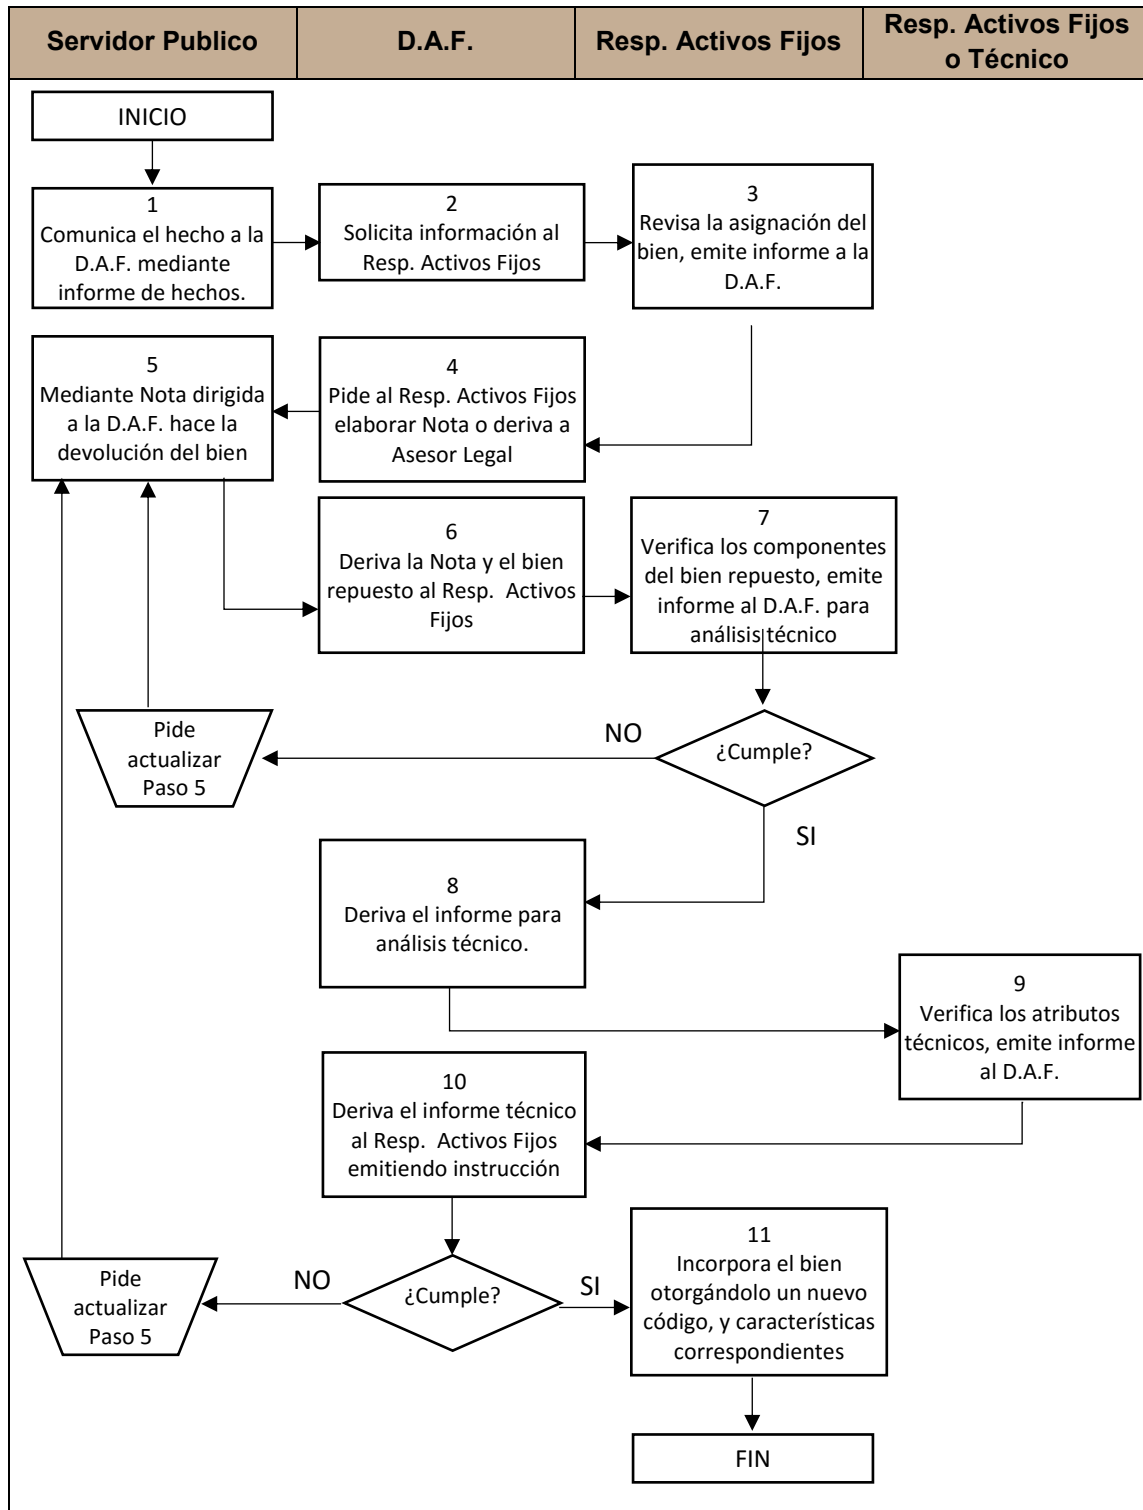 Servidor Publico
D.A.F.
Resp. Activos Fijos
Resp. Activos Fijos
o Técnico
INICIO
1
Comunica el hecho a la
D.A.F. mediante
informe de hechos.
2
Solicita información al
Resp. Activos Fijos
3
Revisa la asignación del
bien, emite informe a la
D.A.F.
5
Mediante Nota dirigida
a la D.A.F. hace la
devolución del bien
4
Pide al Resp. Activos Fijos
elaborar Nota o deriva a
Asesor Legal
6
Deriva la Nota y el bien
repuesto al Resp. Activos
Fijos
7
Verifica los componentes
del bien repuesto, emite
informe al D.A.F. para
análisis técnico
Pide
actualizar
Paso 5
NO
¿Cumple?
SI
8
Deriva el informe para
análisis técnico.
9
Verifica los atributos
técnicos, emite informe
al D.A.F.
10
Deriva el informe técnico
al Resp. Activos Fijos
emitiendo instrucción
Pide
actualizar
Paso 5
NO
¿Cumple?
SI
11
Incorpora el bien
otorgándolo un nuevo
código, y características
correspondientes
FIN